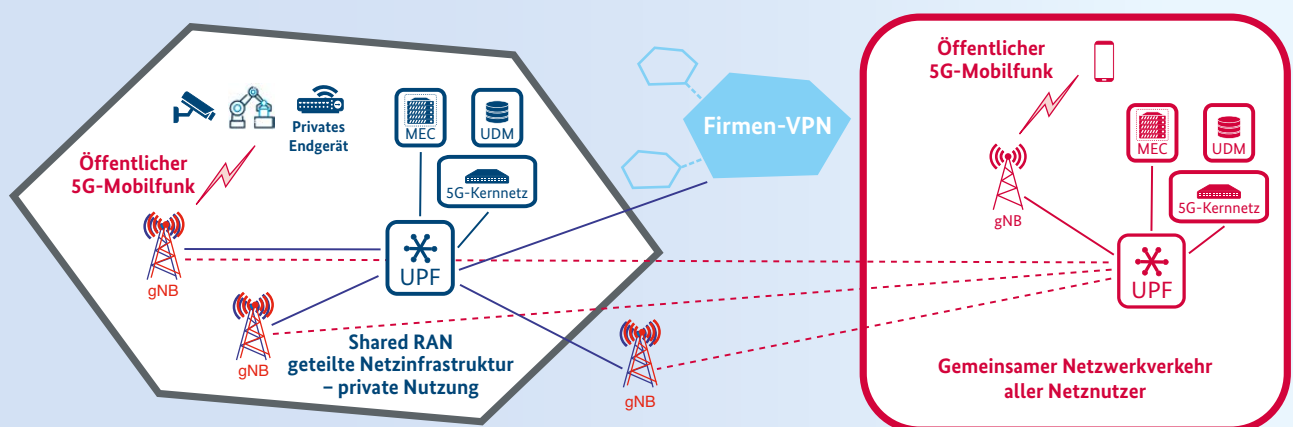 Öffentlicher
5G-Mobilfunk
Privates
Endgerät
MEC
UDM
5G-Kernnetz
UPF
gNB
gNB
gNB
Shared RAN
geteilte Netzinfrastruktur
– private Nutzung
Firmen-VPN
Öffentlicher
5G-Mobilfunk
MEC
UDM
5G-Kernnetz
gNB
UPF
Gemeinsamer Netzwerkverkehr
aller Netznutzer